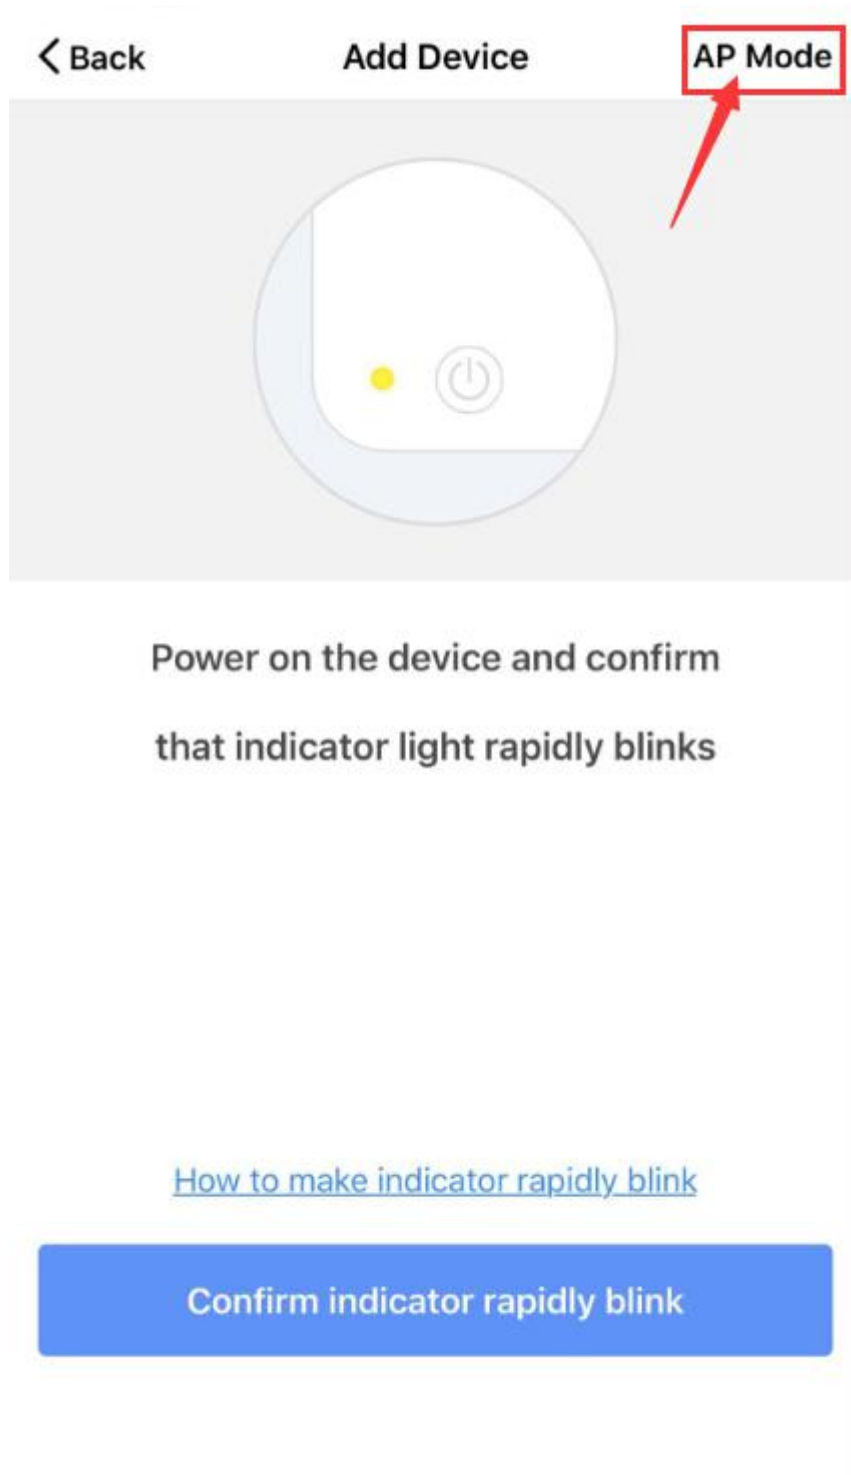 Back
Add Device
AP Mode
Power on the device and confirm
that indicator light rapidly blinks
How to make indicator rapidly blink
Confirm indicator rapidly blink